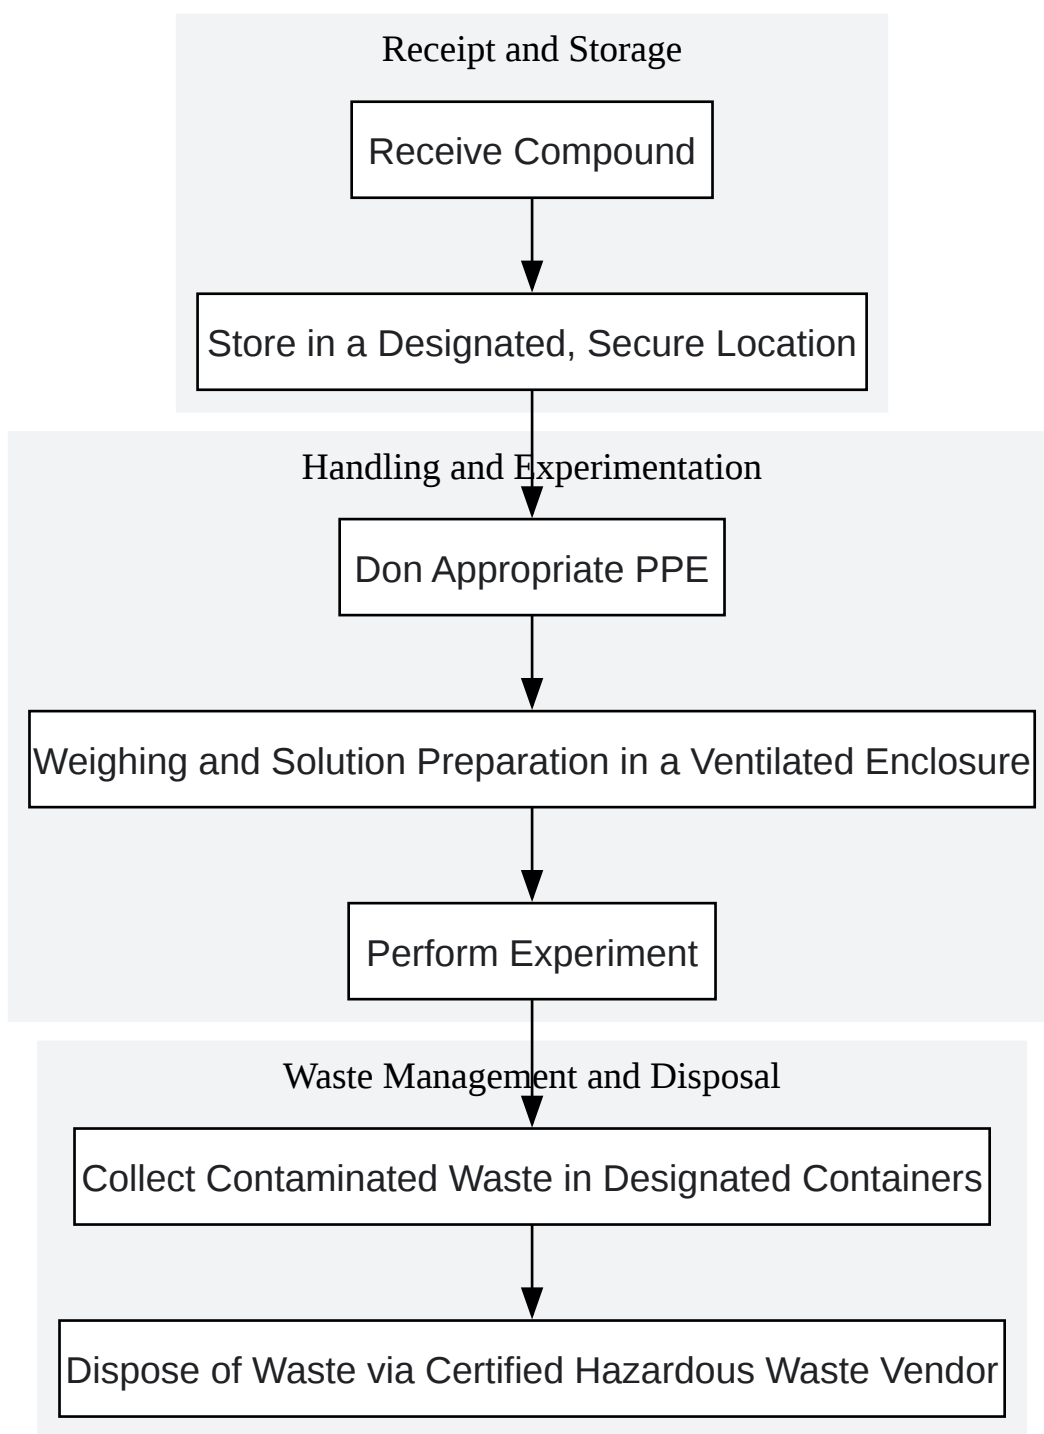 Receipt and Storage
Receive Compound
Store in a Designated, Secure Location
Handling and Experimentation
Don Appropriate PPE
Weighing and Solution Preparation in a Ventilated Enclosure
Perform Experiment
Waste Management and Disposal
Collect Contaminated Waste in Designated Containers
Dispose of Waste via Certified Hazardous Waste Vendor